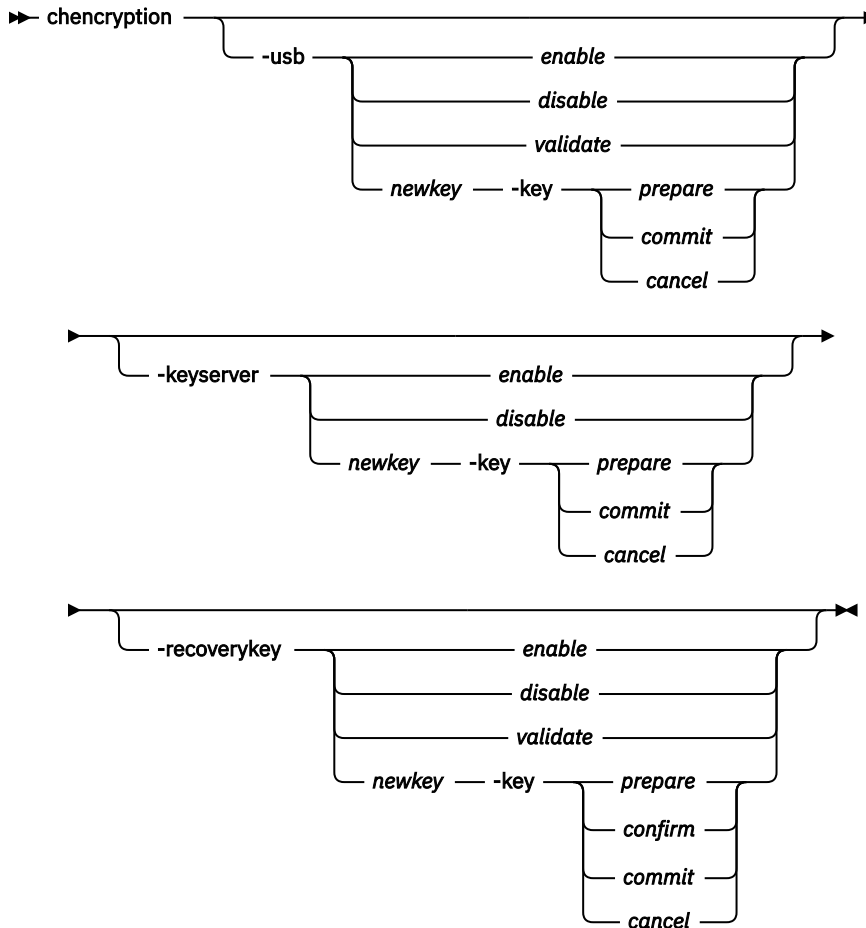 chencryption
-usb enable
disable
validate
newkey -key prepare
commit
cancel
-keyserver enable
disable
newkey -key prepare
commit
cancel
-recoverykey enable
disable
validate
newkey -key prepare
confirm
commit
cancel